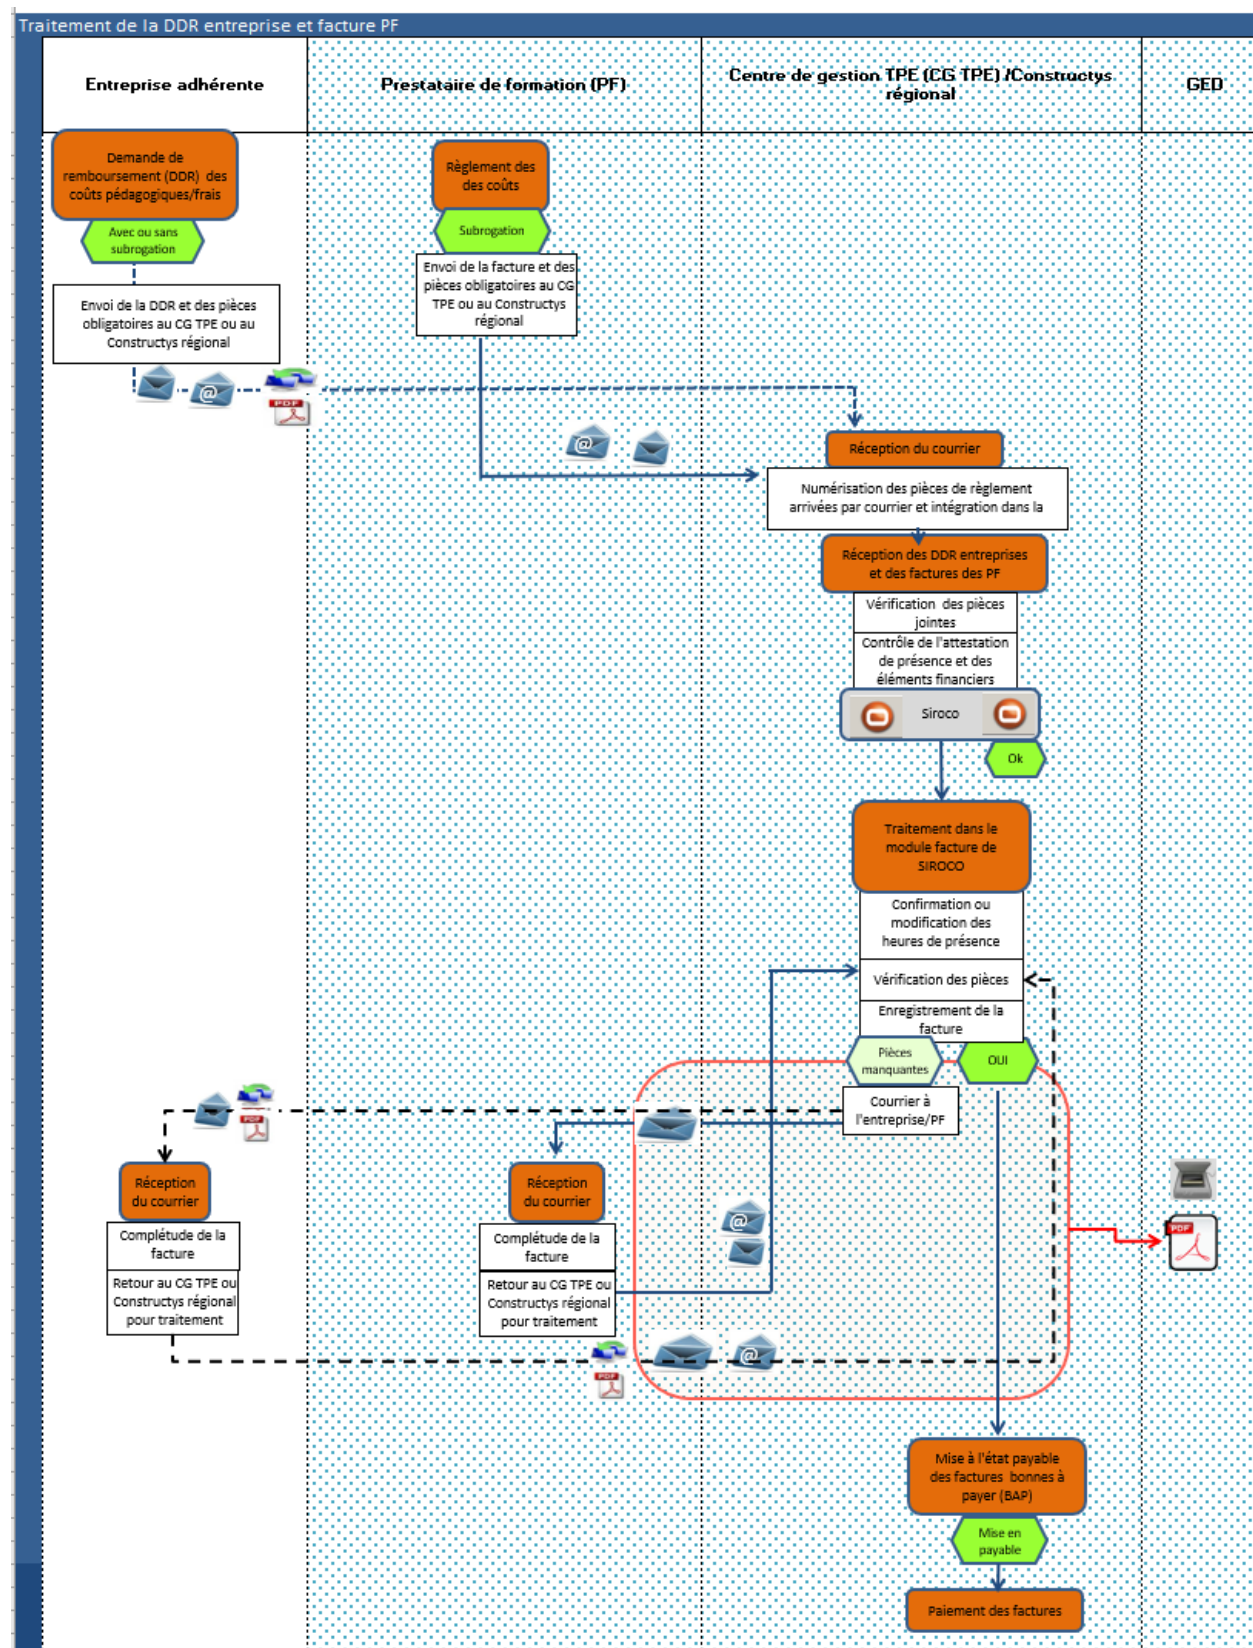 Traitement de la DDR entreprise et facture PF
Entreprise adhérente
Prestataire de formation (PF)
Centre de gestion TPE (CG TPE) /Constructys
régional
GED
Demande de
remboursement (DDR) des
coûts pédagogiques/frais
Avec ou sans
subrogation
Envoi de la DDR et des pièces
obligatoires au CG TPE ou au
Constructys régional
Règlement des
des coûts
Subrogation
Envoi de la facture et des
pièces obligatoires au CG
TPE ou au Constructys
régional
@
PDF
@
Réception du courrier
Numérisation des pièces de règlement
arrivées par courrier et intégration dans la
Réception des DDR entreprises
et des factures des PF
Vérification des pièces
jointes
Contrôle de l'attestation
de présence et des
éléments financiers
Siroco
Ok
Traitement dans le
module facture de
SIROCO
Confirmation ou
modification des
heures de présence
Vérification des pièces
Enregistrement de la
facture
Pièces
manquantes
OUI
Courrier à
l'entreprise/PF
PDF
Réception
du courrier
Complétude de la
facture
Retour au CG TPE ou
Constructys régional
pour traitement
Réception
du courrier
Complétude de la
facture
Retour au CG TPE ou
Constructys régional
pour traitement
@
PDF
@
PDF
Mise à l'état payable
des factures bonnes à
payer (BAP)
Mise en
payable
Paiement des factures